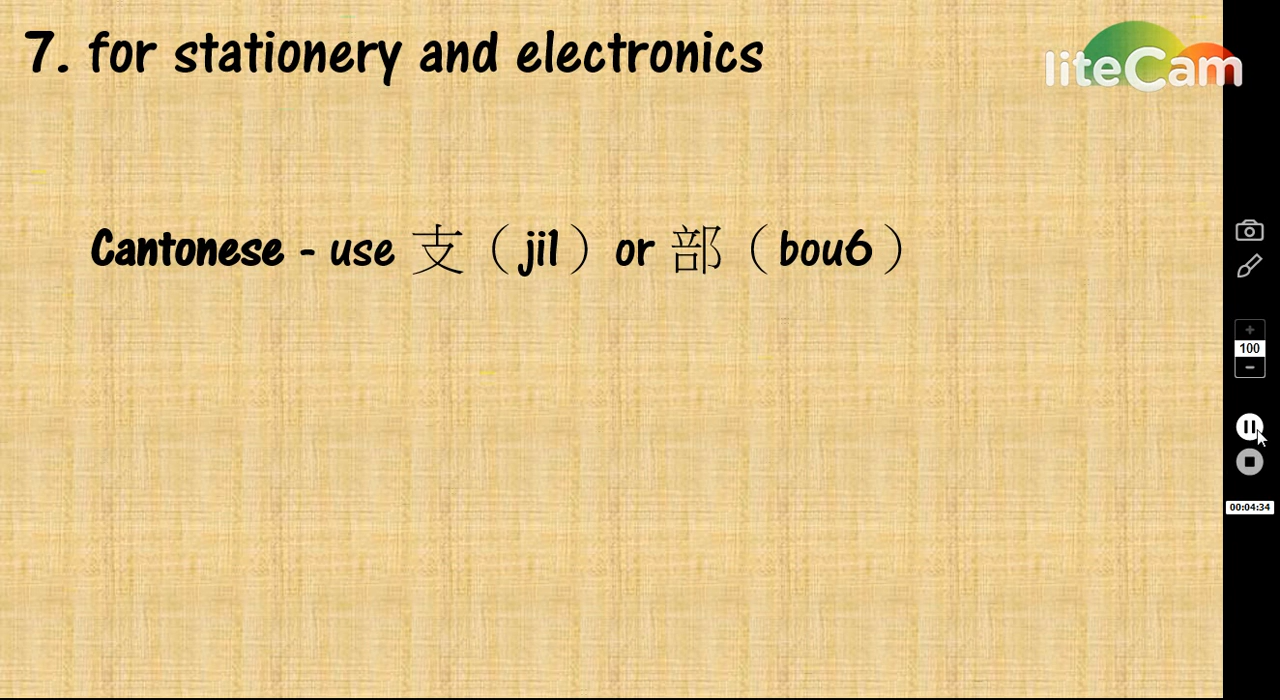 7. for stationery and electronics
liteCam
Cantonese - use 支（ji1）or 部（bou6）
100
00:04:34